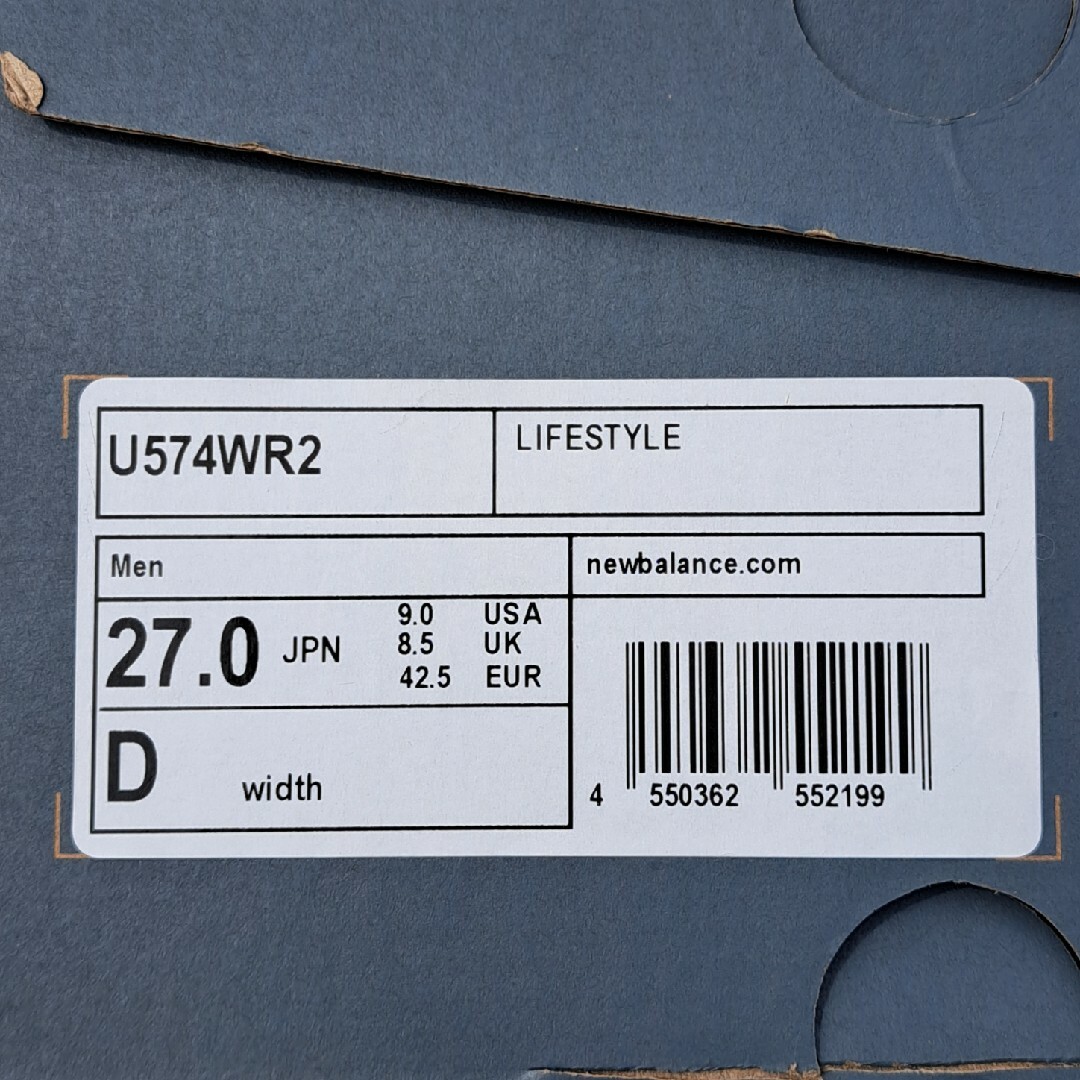 U574WR2
LIFESTYLE
Men
newbalance.com
27.0 JPN
9.0 USA
8.5 UK
42.5 EUR
D width
4 550362 552199